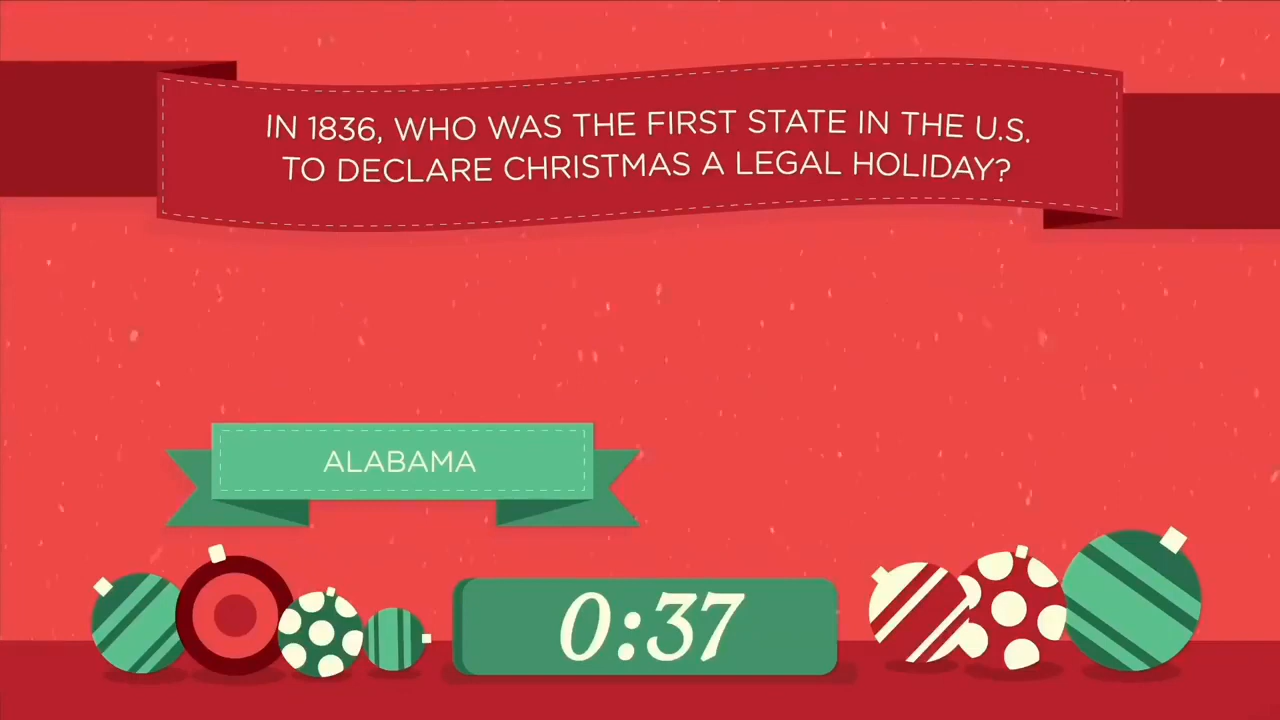 IN 1836, WHO WAS THE FIRST STATE IN THE U.S.
TO DECLARE CHRISTMAS A LEGAL HOLIDAY?
ALABAMA
0:37